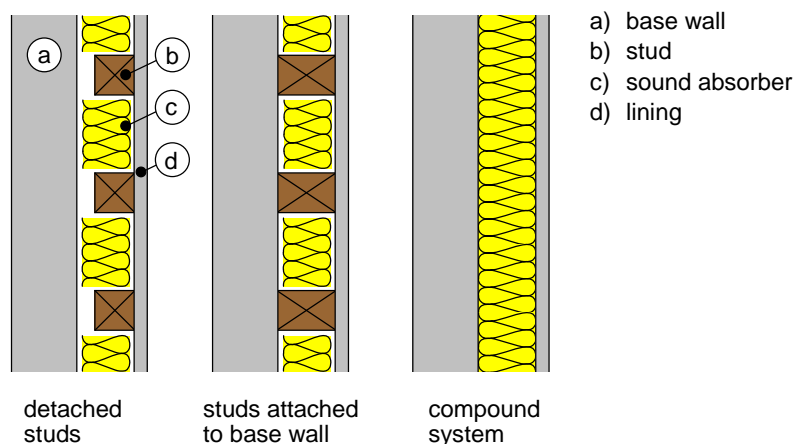 a
b
c
d
a) base wall
b) stud
c) sound absorber
d) lining
detached
studs
studs attached
to base wall
compound
system